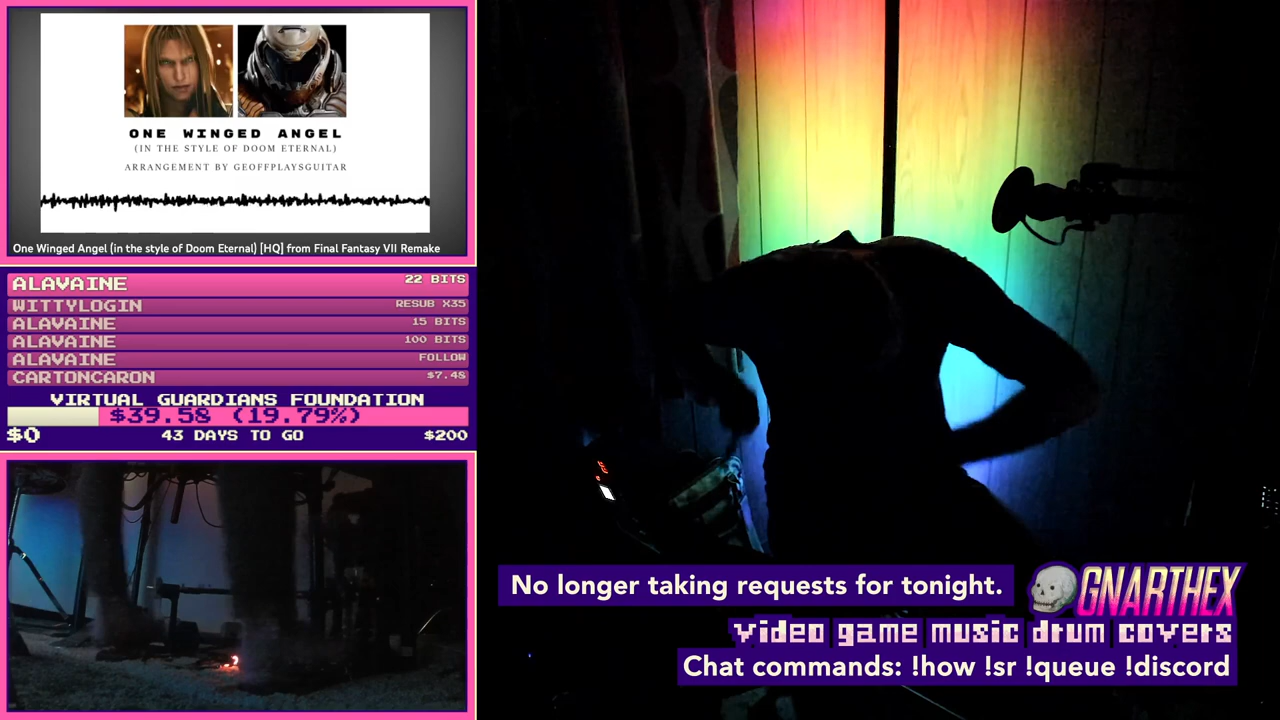 ONE WINGED ANGEL
(IN THE STYLE OF DOOM ETERNAL)
ARRANGEMENT BY GEOFFPLAYSGUITAR
One Winged Angel (in the style of Doom Eternal) [HQ] from Final Fantasy VII Remake
ALAVAINE 22 BITS
WITTYLOGIN RESUB X35
ALAVAINE 15 BITS
ALAVAINE 100 BITS
ALAVAINE FOLLOW
CARTONCARON $7.48
VIRTUAL GUARDIANS FOUNDATION
$39.58 (19.79%)
$0 43 DAYS TO GO $200
No longer taking requests for tonight.
GNARTHEX
video game music drum covers
Chat commands: !how !sr !queue !discord